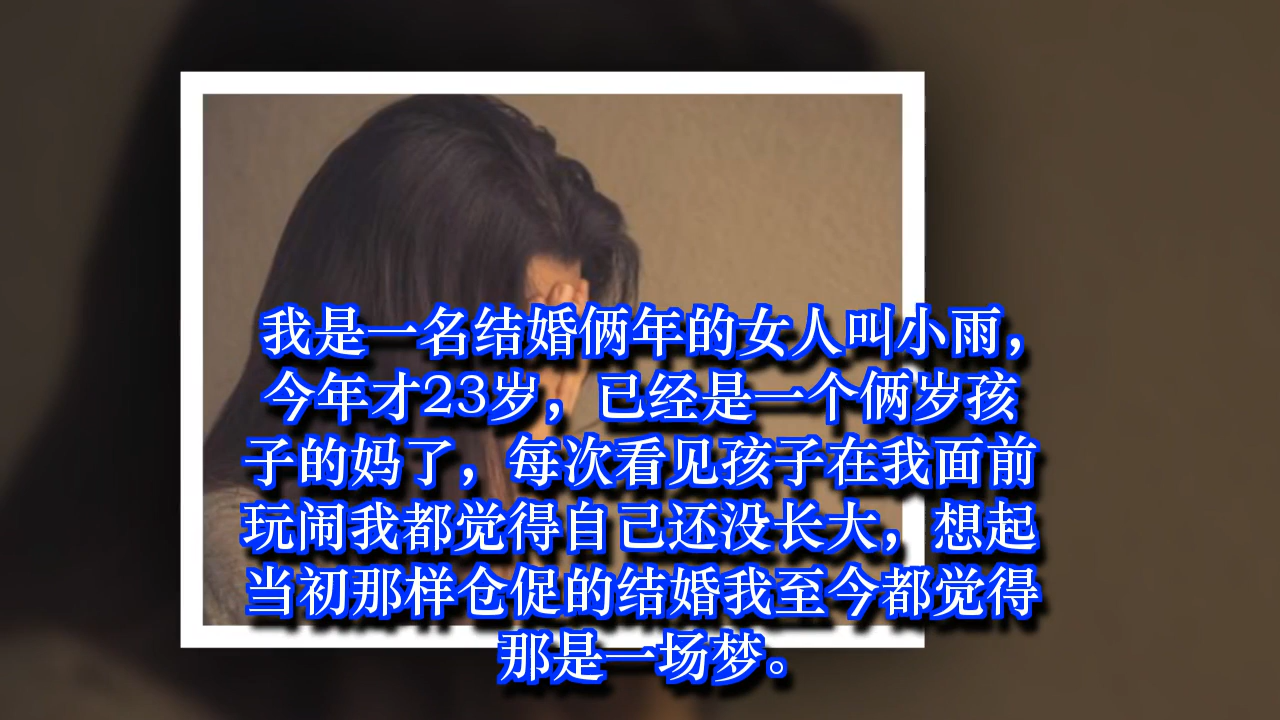 我是一名结婚俩年的女人叫小雨，
今年才23岁，已经是一个俩岁孩
子的妈了，每次看见孩子在我面前
玩闹我都觉得自己还没长大，想起
当初那样仓促的结婚我至今都觉得
那是一场梦。